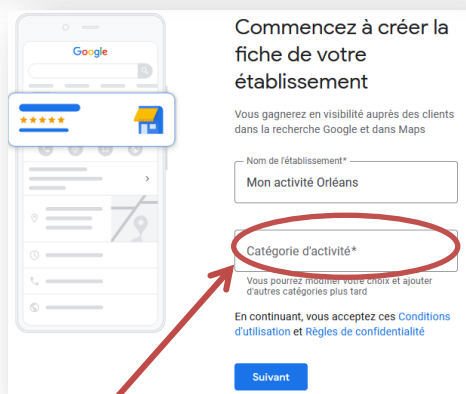 Google
Commencez à créer la
fiche de votre
établissement
Vous gagnerez en visibilité auprès des clients
dans la recherche Google et dans Maps
Nom de l'établissement*
Mon activité Orléans
Catégorie d'activité*
Vous pourrez modifier votre choix et ajouter
d'autres catégories plus tard
En continuant, vous acceptez ces Conditions
d'utilisation et Règles de confidentialité
Suivant